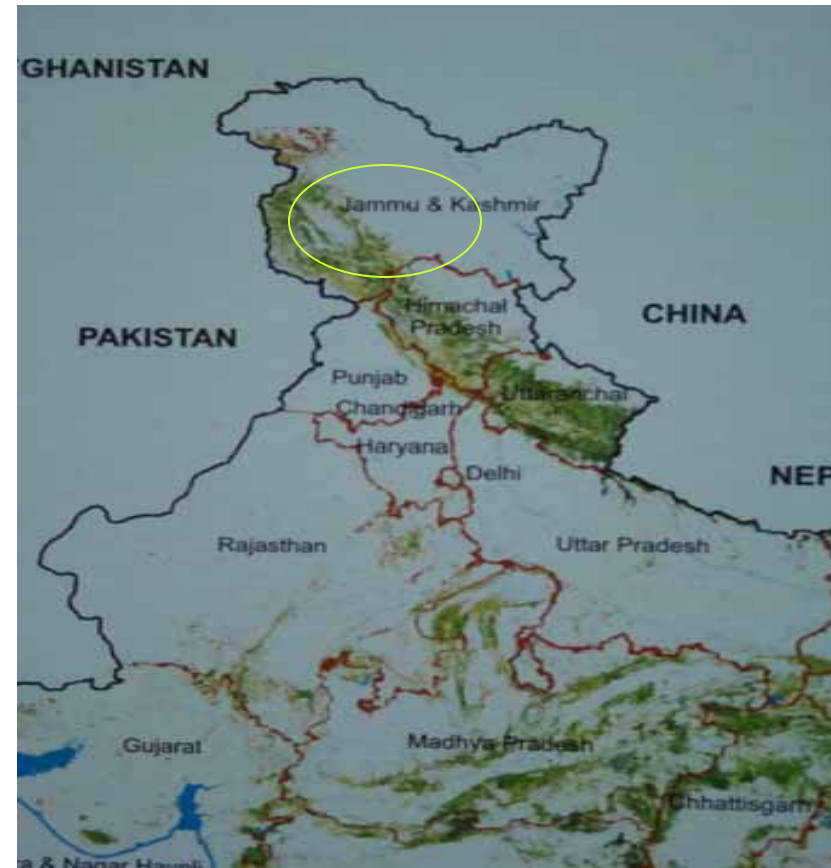 GHANISTAN
Jammu & Kashmir
CHINA
Himachal
Pradesh
PAKISTAN
Punjab
Uttaranchal
Chandigarh
Haryana
Delhi
NEP
Rajasthan
Uttar Pradesh
Gujarat
Madhya Pradesh
Chhattisgarh
ra & Nagar Haveli